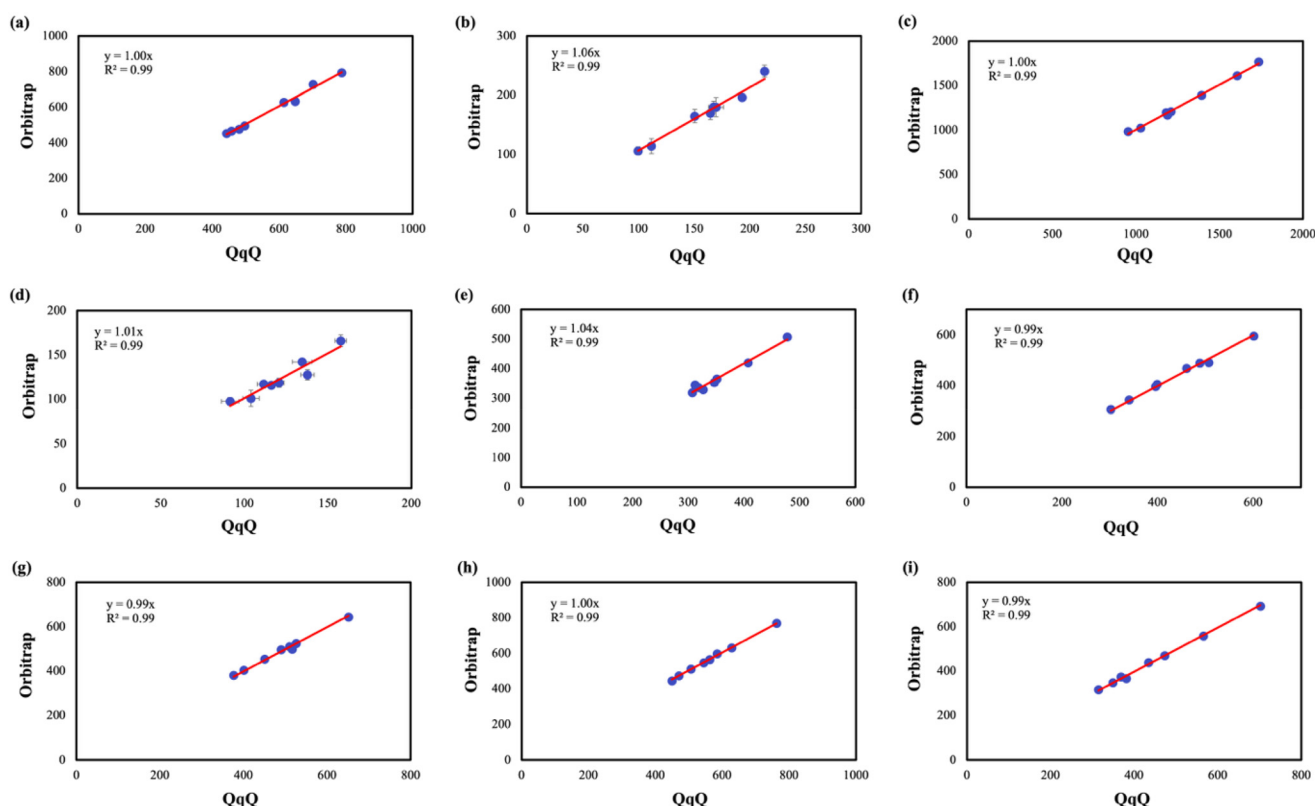 (a)
y = 1.00x
R² = 0.99
1000
800
600
400
200
0
Orbitrap
0 200 400 600 800 1000
QqQ
(b)
y = 1.06x
R² = 0.99
300
200
100
0
Orbitrap
0 50 100 150 200 250 300
QqQ
(c)
y = 1.00x
R² = 0.99
2000
1500
1000
500
0
Orbitrap
0 500 1000 1500 2000
QqQ
(d)
y = 1.01x
R² = 0.99
200
150
100
50
0
Orbitrap
0 50 100 150 200
QqQ
(e)
y = 1.04x
R² = 0.99
600
500
400
300
200
100
0
Orbitrap
0 100 200 300 400 500 600
QqQ
(f)
y = 0.99x
R² = 0.99
600
400
200
0
Orbitrap
0 200 400 600
QqQ
(g)
y = 0.99x
R² = 0.99
800
600
400
200
0
Orbitrap
0 200 400 600 800
QqQ
(h)
y = 1.00x
R² = 0.99
1000
800
600
400
200
0
Orbitrap
0 200 400 600 800 1000
QqQ
(i)
y = 0.99x
R² = 0.99
800
600
400
200
0
Orbitrap
0 200 400 600 800
QqQ